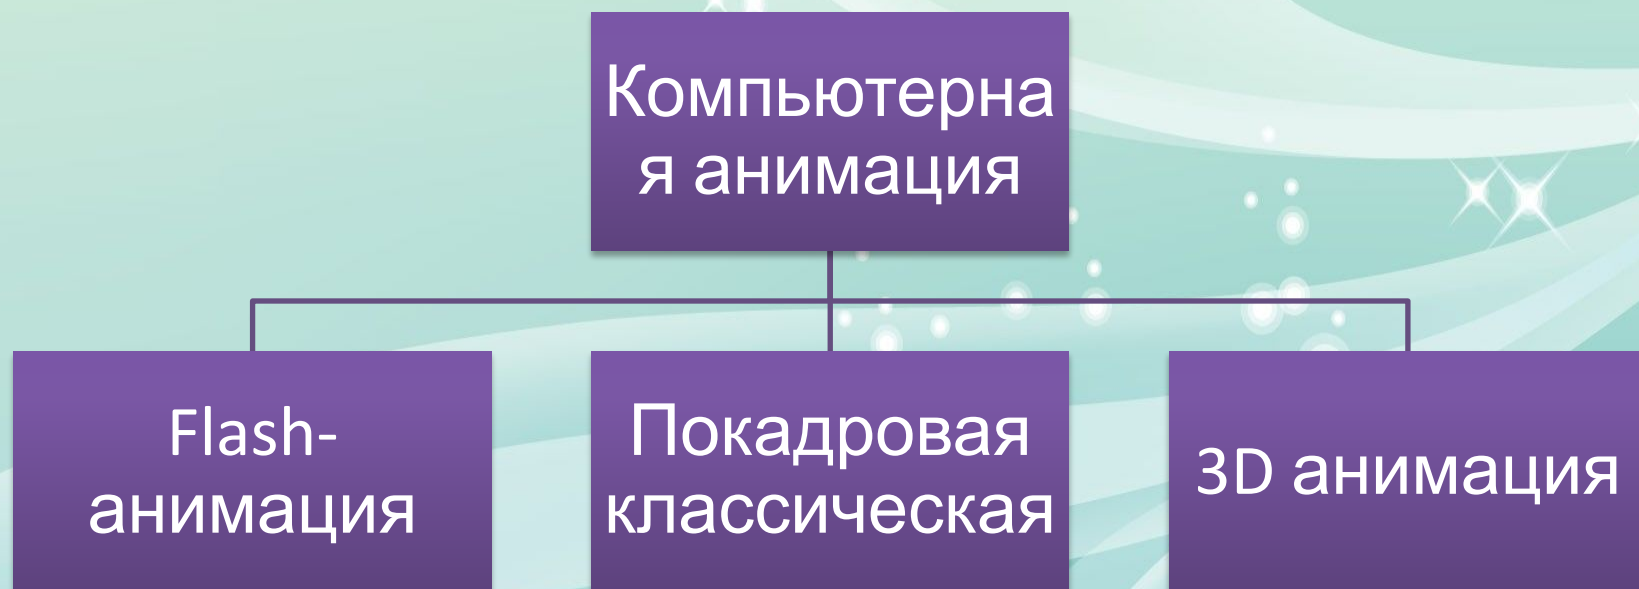 Компьютерна
я анимация
Flash-
анимация
Покадровая
классическая
3D анимация